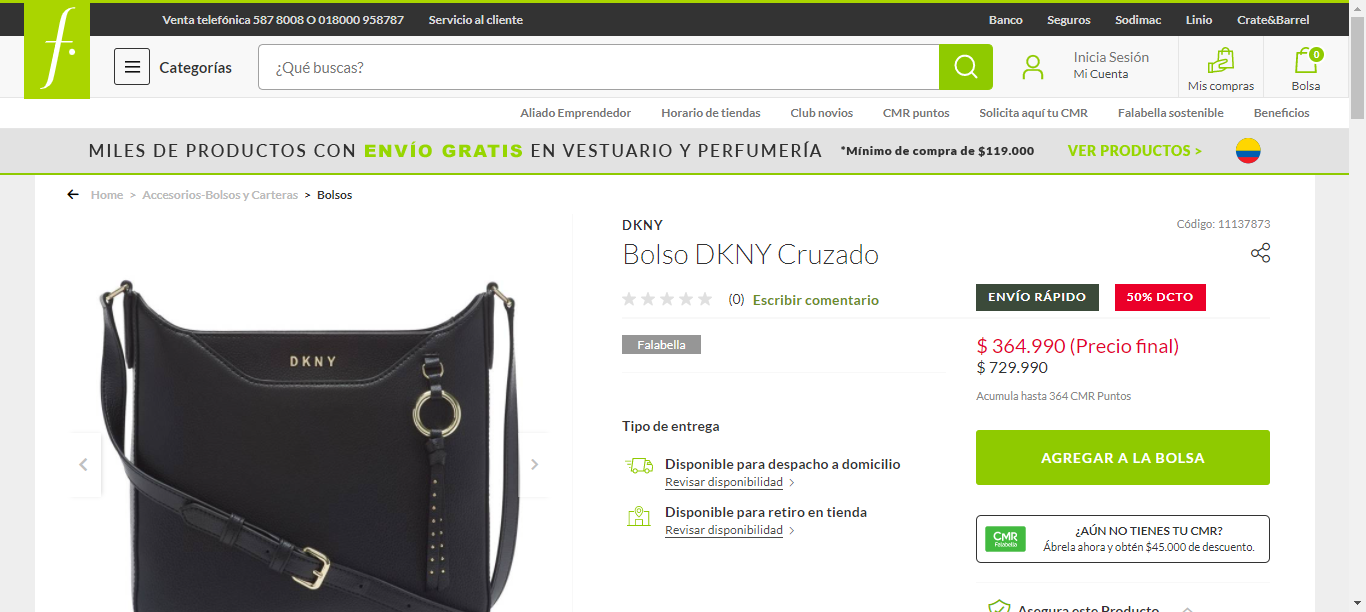 Venta telefónica 587 8008 O 018000 958787 Servicio al cliente Banco Seguros Sodimac Linio Crate&Barrel
f.
Categorías ¿Qué buscas? Inicia Sesión
Mi Cuenta
Mis compras
0
Bolsa
Aliado Emprendedor Horario de tiendas Club novios CMR puntos Solicita aquí tu CMR Falabella sostenible Beneficios
MILES DE PRODUCTOS CON ENVÍO GRATIS EN VESTUARIO Y PERFUMERÍA *Mínimo de compra de $119.000 VER PRODUCTOS >
Home > Accesorios-Bolsos y Carteras > Bolsos
DKNY
DKNY
Código: 11137873
Bolso DKNY Cruzado
(0) Escribir comentario
ENVÍO RÁPIDO 50% DCTO
Falabella
$ 364.990 (Precio final)
$ 729.990
Acumula hasta 364 CMR Puntos
Tipo de entrega
Disponible para despacho a domicilio
Revisar disponibilidad >
Disponible para retiro en tienda
Revisar disponibilidad >
AGREGAR A LA BOLSA
CMR
Falabella
¿AÚN NO TIENES TU CMR?
Ábrela ahora y obtén $45.000 de descuento.
Asegura este Producto